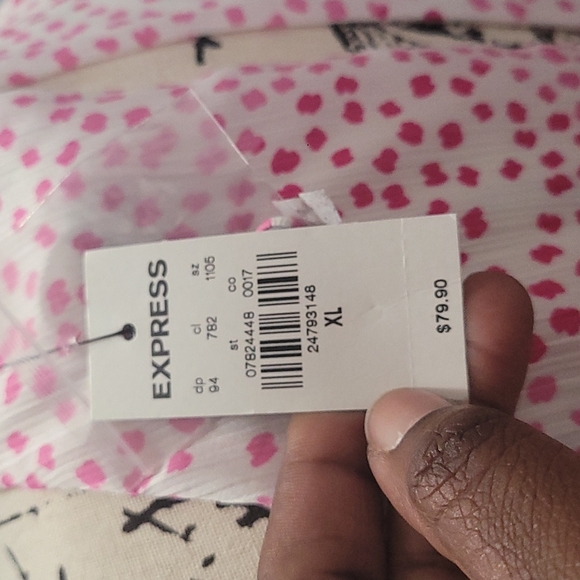 EXPRESS
dp cl sz
94 782 1105
st co
07824448 0017
24793148
XL
$79.90